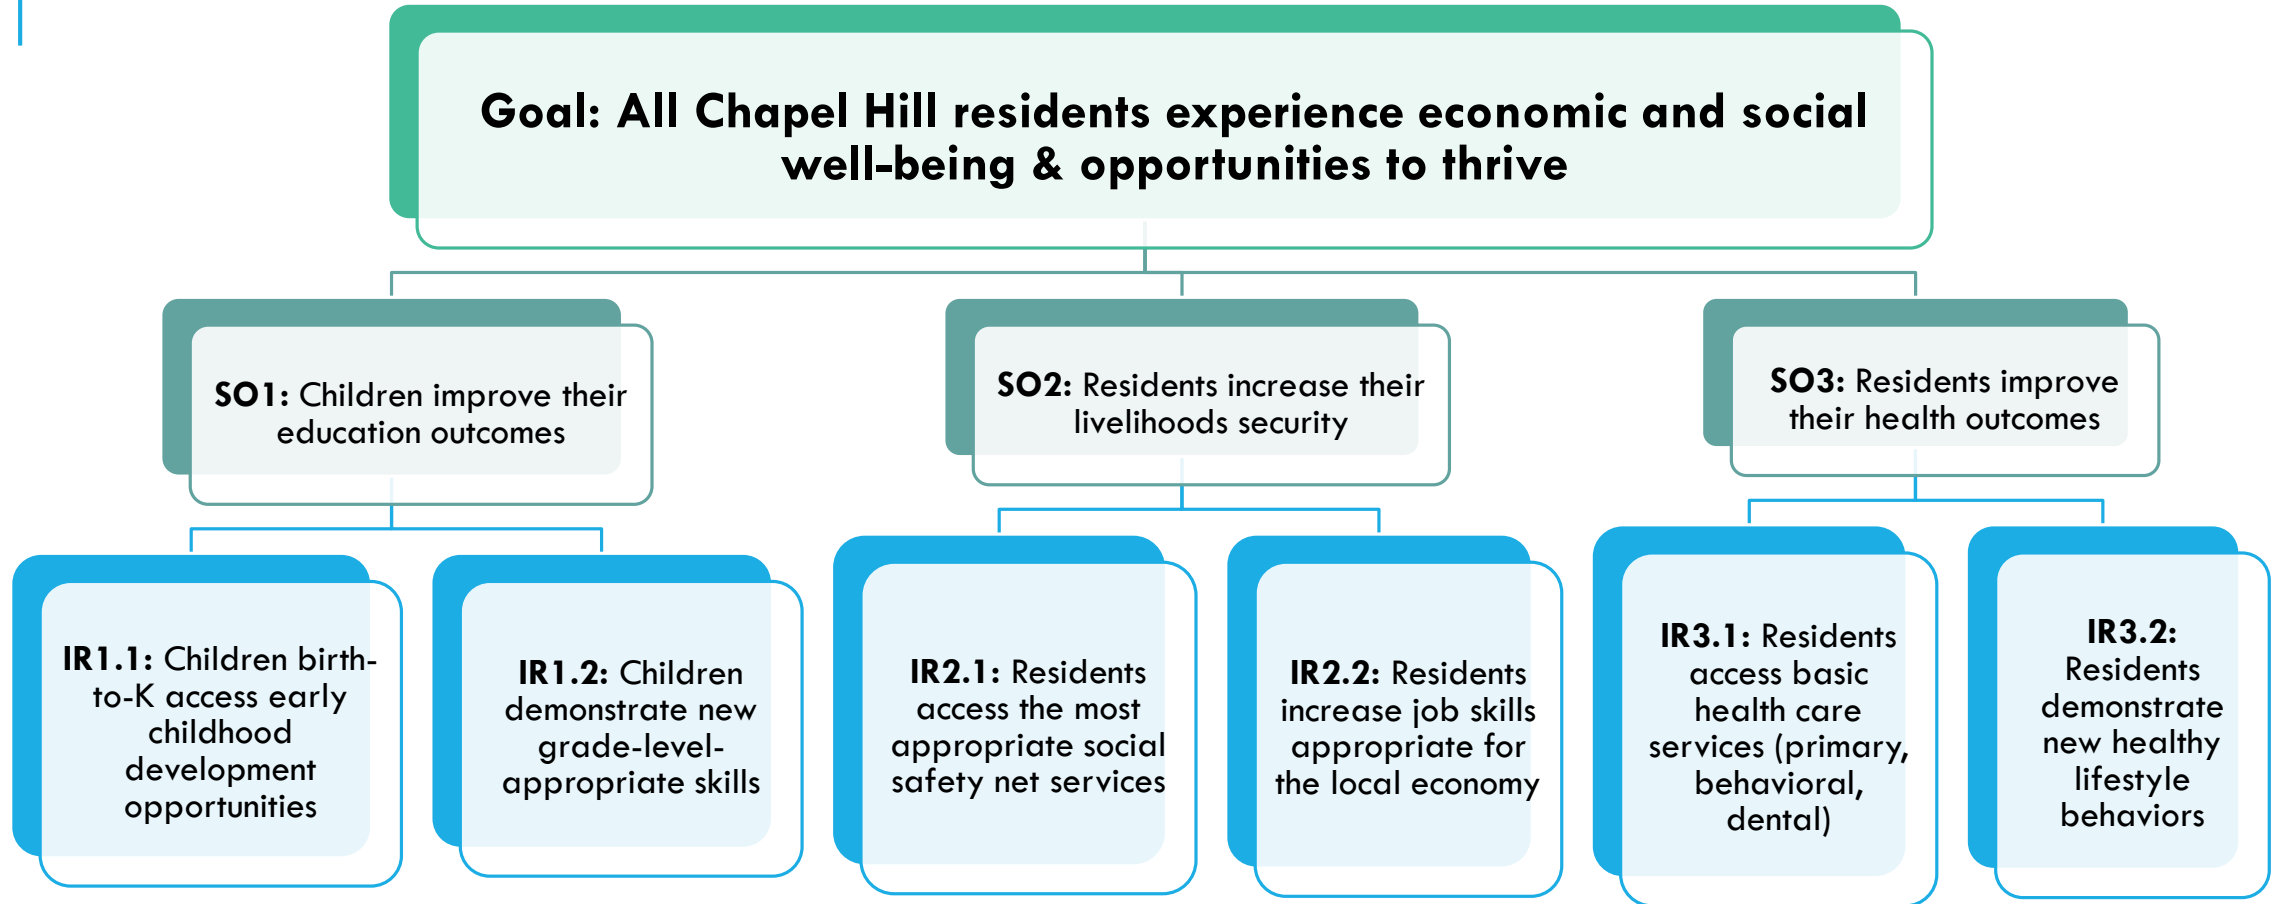 Goal: All Chapel Hill residents experience economic and social
well-being & opportunities to thrive
SO1: Children improve their
education outcomes
SO2: Residents increase their
livelihoods security
SO3: Residents improve
their health outcomes
IR1.1: Children birth-
to-K access early
childhood
development
opportunities
IR1.2: Children
demonstrate new
grade-level-
appropriate skills
IR2.1: Residents
access the most
appropriate social
safety net services
IR2.2: Residents
increase job skills
appropriate for
the local economy
IR3.1: Residents
access basic
health care
services (primary,
behavioral,
dental)
IR3.2:
Residents
demonstrate
new healthy
lifestyle
behaviors